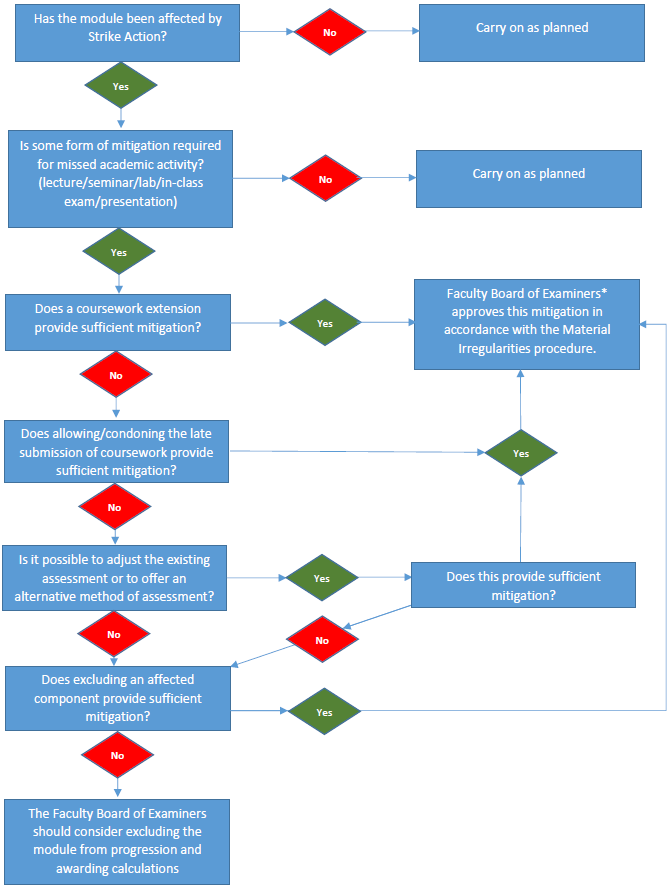 Has the module been affected by
Strike Action?
No
Carry on as planned
Yes
Is some form of mitigation required
for missed academic activity?
(lecture/seminar/lab/in-class
exam/presentation)
No
Carry on as planned
Yes
Does a coursework extension
provide sufficient mitigation?
Yes
Faculty Board of Examiners*
approves this mitigation in
accordance with the Material
Irregularities procedure.
No
Does allowing/condoning the late
submission of coursework provide
sufficient mitigation?
Yes
No
Is it possible to adjust the existing
assessment or to offer an
alternative method of assessment?
Yes
Does this provide sufficient
mitigation?
No
No
Does excluding an affected
component provide sufficient
mitigation?
Yes
No
The Faculty Board of Examiners
should consider excluding the
module from progression and
awarding calculations